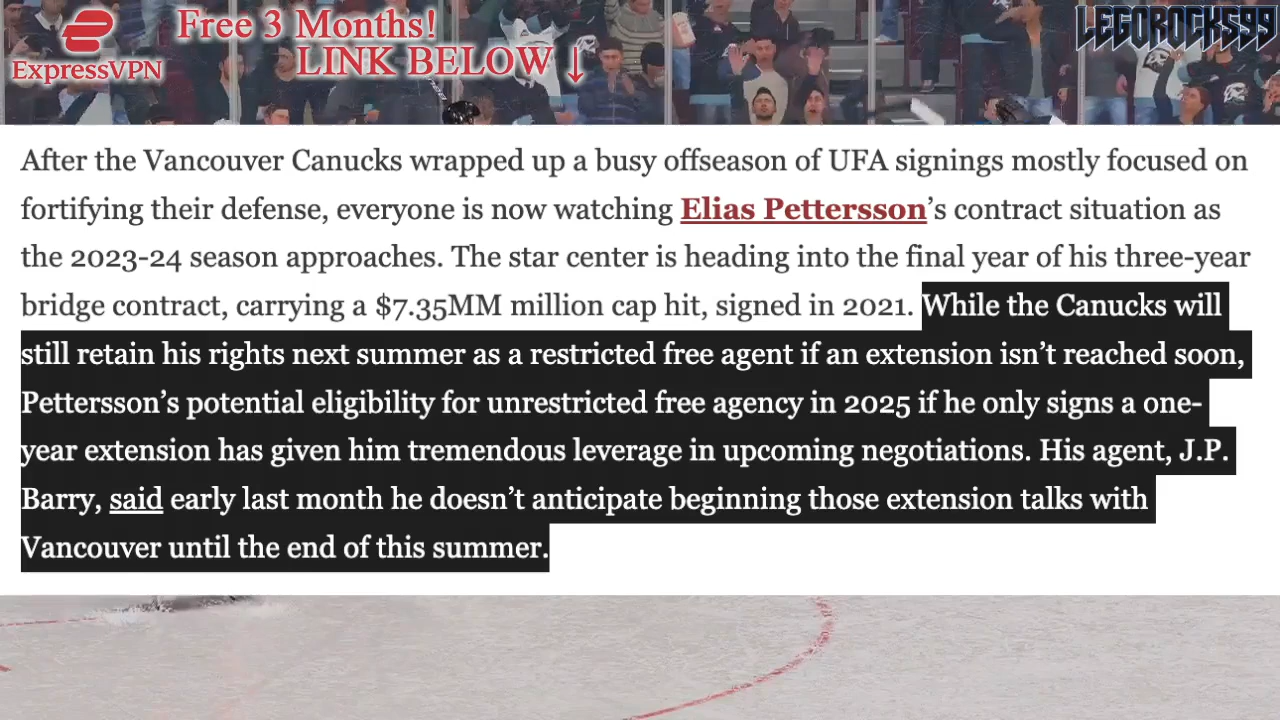 Free 3 Months!
LINK BELOW ↓
ExpressVPN
LEGOROCKS99
After the Vancouver Canucks wrapped up a busy offseason of UFA signings mostly focused on
fortifying their defense, everyone is now watching Elias Pettersson’s contract situation as
the 2023-24 season approaches. The star center is heading into the final year of his three-year
bridge contract, carrying a $7.35MM million cap hit, signed in 2021. While the Canucks will
still retain his rights next summer as a restricted free agent if an extension isn’t reached soon,
Pettersson’s potential eligibility for unrestricted free agency in 2025 if he only signs a one-
year extension has given him tremendous leverage in upcoming negotiations. His agent, J.P.
Barry, said early last month he doesn’t anticipate beginning those extension talks with
Vancouver until the end of this summer.